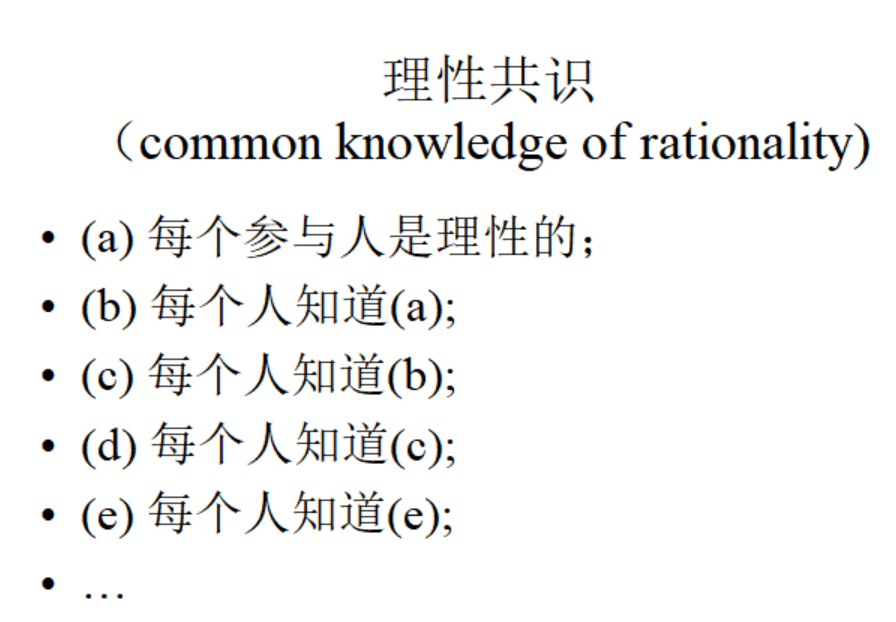 理性共识
（common knowledge of rationality)
• (a) 每个参与人是理性的；
• (b) 每个人知道(a);
• (c) 每个人知道(b);
• (d) 每个人知道(c);
• (e) 每个人知道(e);
• …